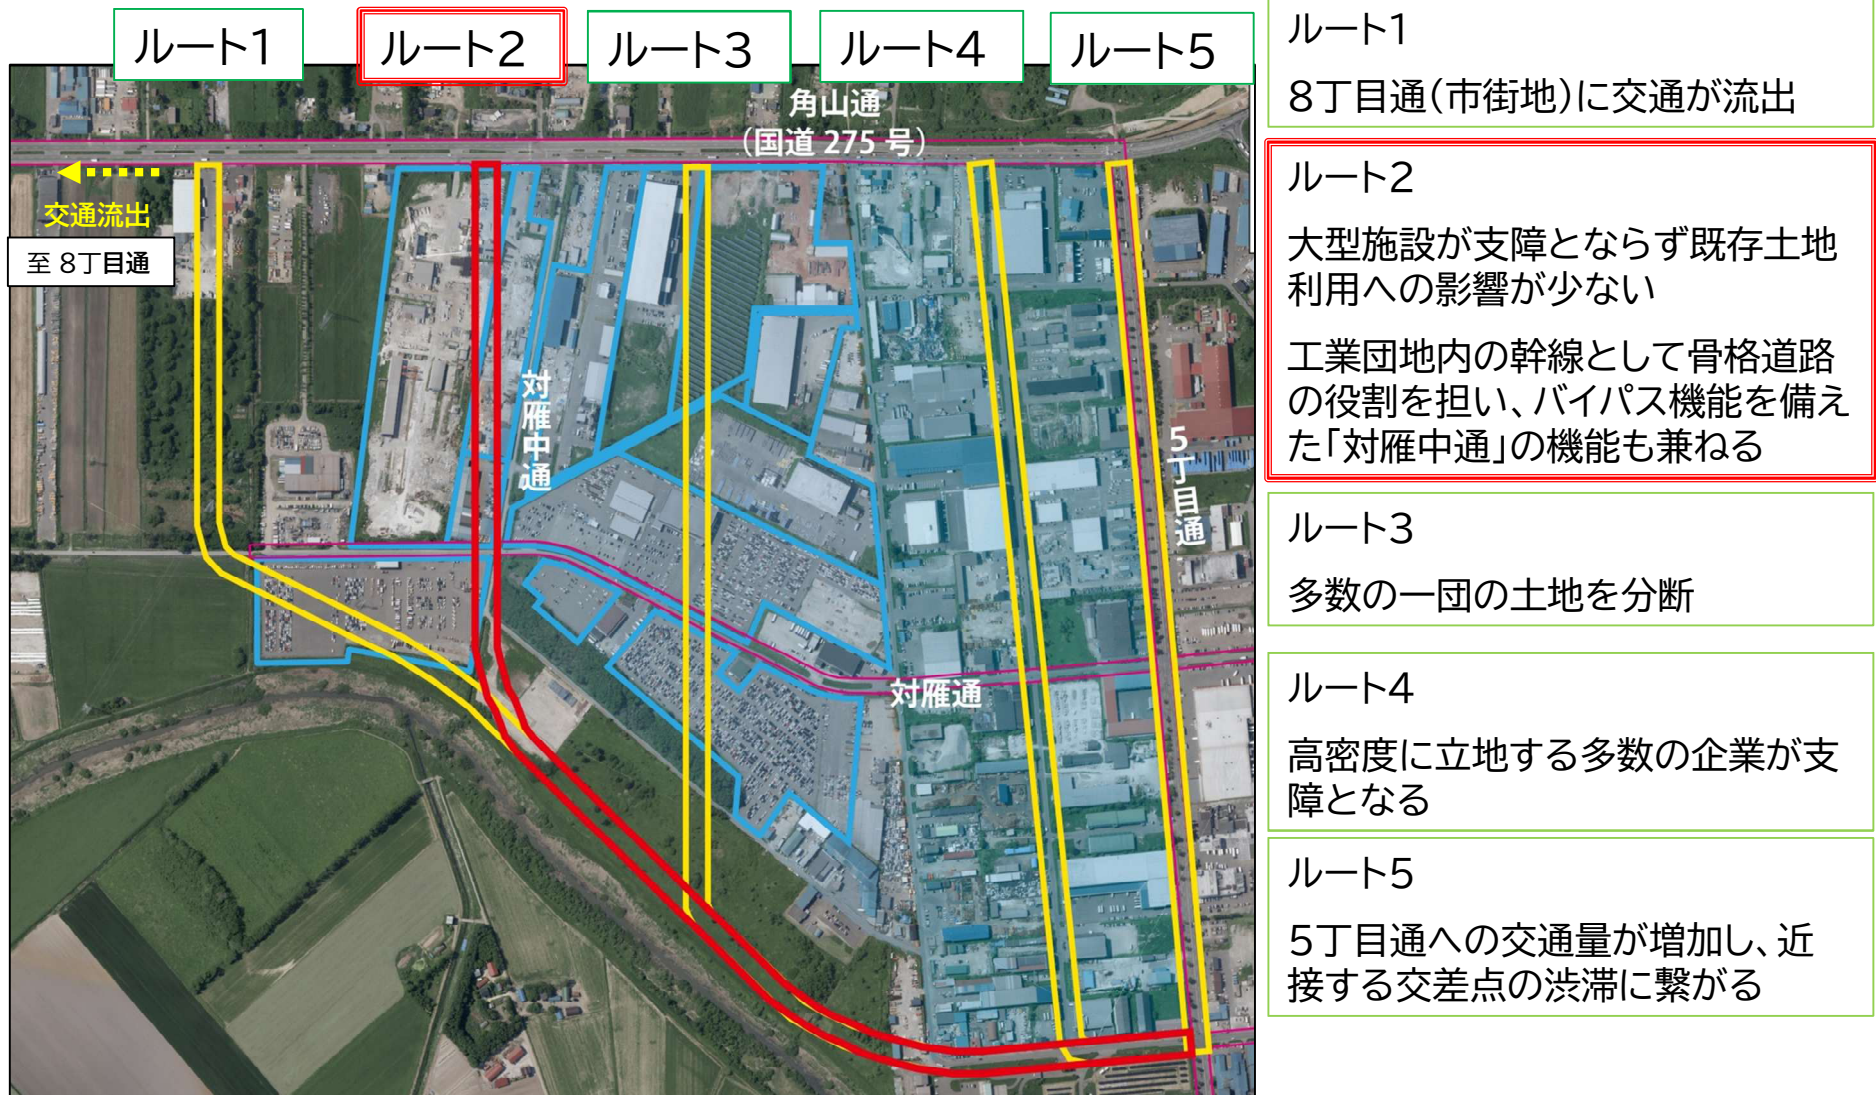 ルート1
ルート2
ルート3
ルート4
ルート5
角山通
(国道 275 号)
交通流出
至 8丁目通
対雁中通
5丁目通
対雁通
ルート1
8丁目通(市街地)に交通が流出
ルート2
大型施設が支障とならず既存土地
利用への影響が少ない
工業団地内の幹線として骨格道路
の役割を担い、バイパス機能を備え
た「対雁中通」の機能も兼ねる
ルート3
多数の一団の土地を分断
ルート4
高密度に立地する多数の企業が支
障となる
ルート5
5丁目通への交通量が増加し、近
接する交差点の渋滞に繋がる